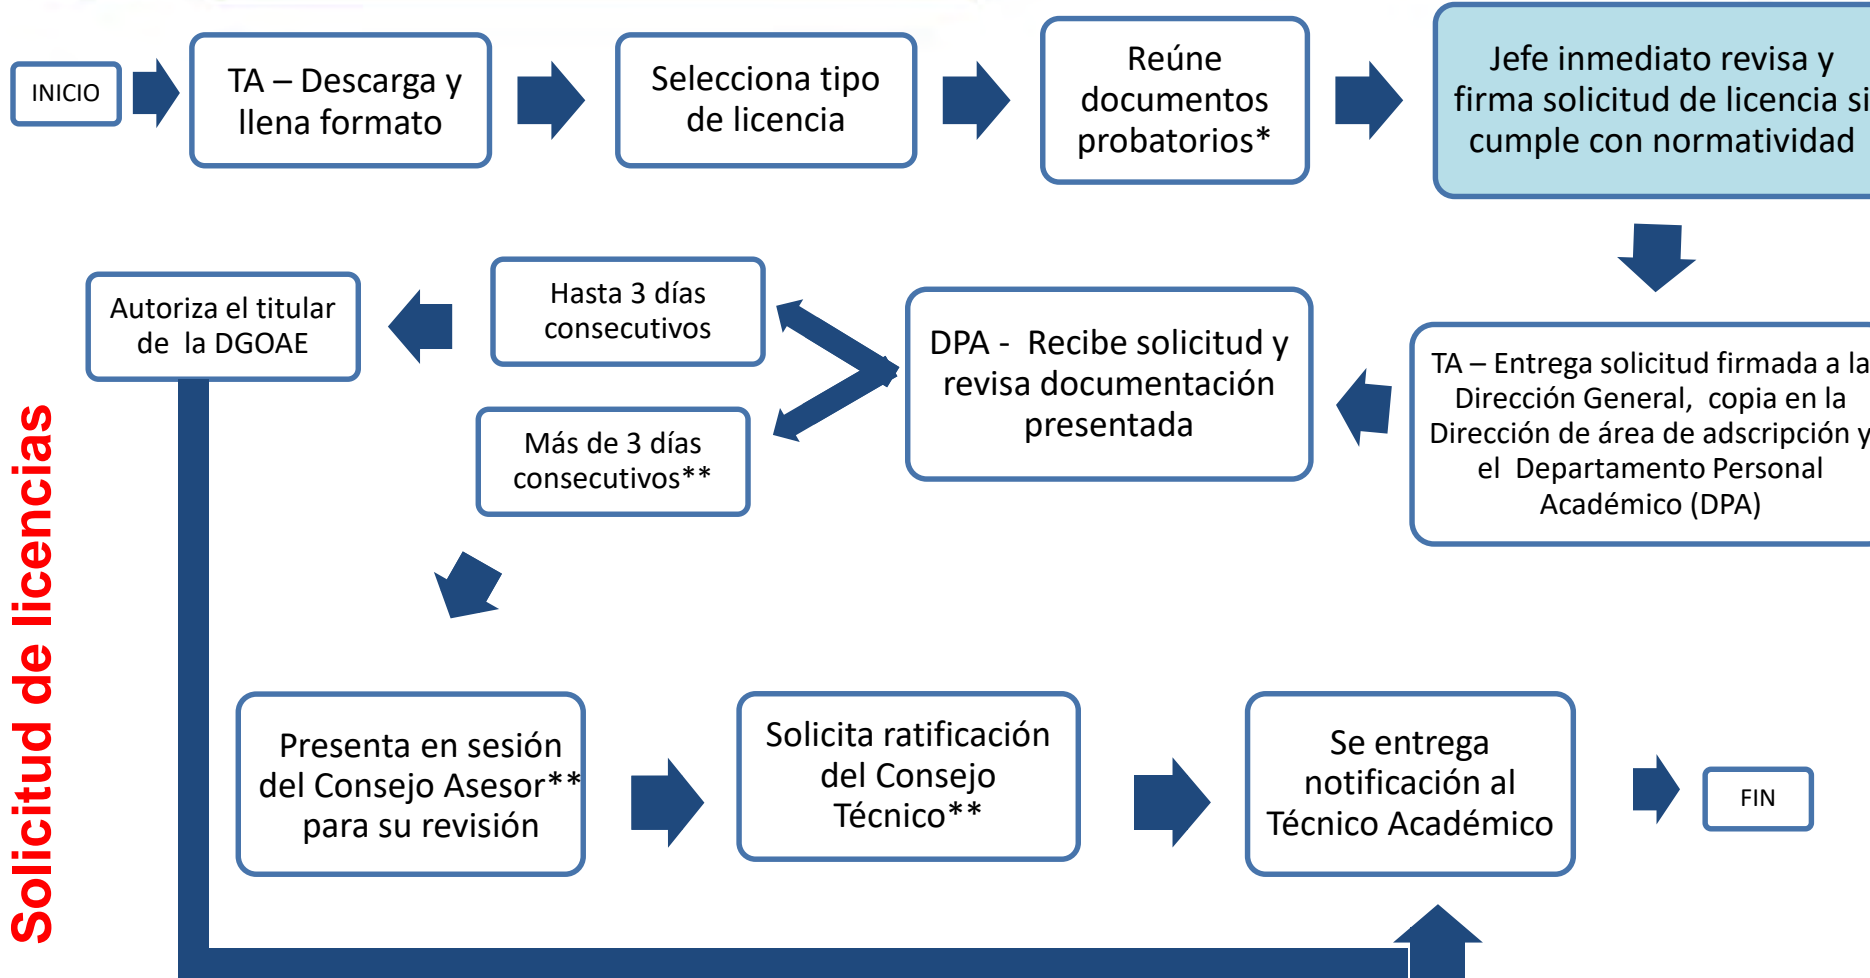 INICIO
TA – Descarga y
llena formato
Selecciona tipo
de licencia
Reúne
documentos
probatorios*
Jefe inmediato revisa y
firma solicitud de licencia si
cumple con normatividad
TA – Entrega solicitud firmada a la
Dirección General, copia en la
Dirección de área de adscripción y
el Departamento Personal
Académico (DPA)
DPA - Recibe solicitud y
revisa documentación
presentada
Hasta 3 días
consecutivos
Autoriza el titular
de la DGOAE
Más de 3 días
consecutivos**
Presenta en sesión
del Consejo Asesor**
para su revisión
Solicita ratificación
del Consejo
Técnico**
Se entrega
notificación al
Técnico Académico
FIN
Solicitud de licencias